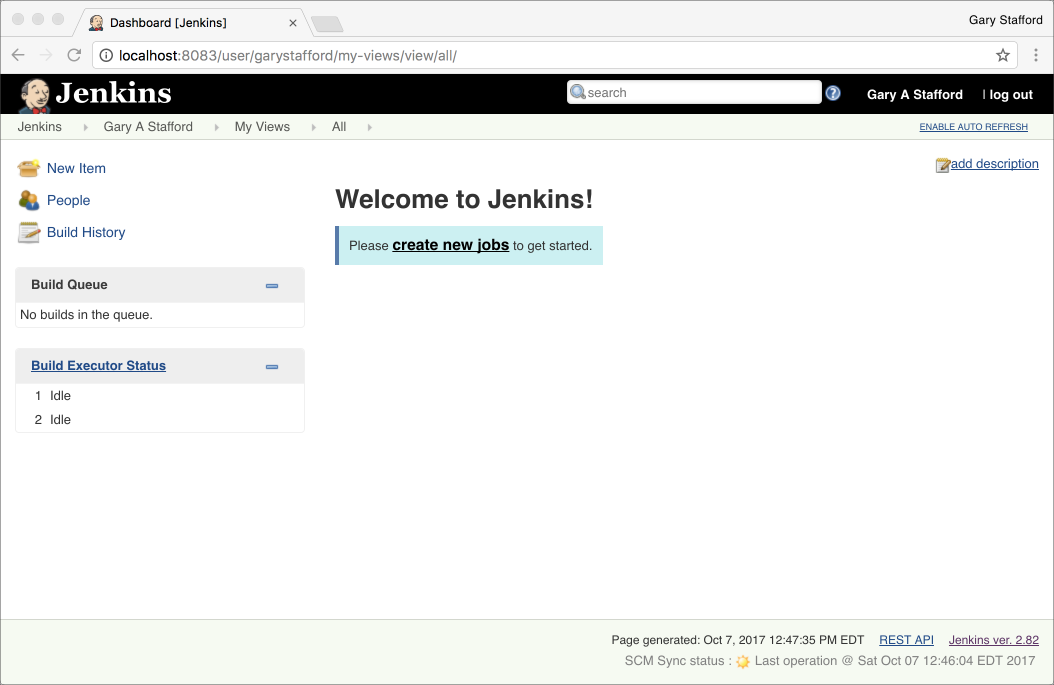 Dashboard [Jenkins]
Gary Stafford
localhost:8083/user/garystafford/my-views/view/all/
Jenkins
search
Gary A Stafford
| log out
Jenkins
Gary A Stafford
My Views
All
ENABLE AUTO REFRESH
New Item
People
Build History
add description
Welcome to Jenkins!
Please create new jobs to get started.
Build Queue
No builds in the queue.
Build Executor Status
1 Idle
2 Idle
Page generated: Oct 7, 2017 12:47:35 PM EDT REST API Jenkins ver. 2.82
SCM Sync status : Last operation @ Sat Oct 07 12:46:04 EDT 2017